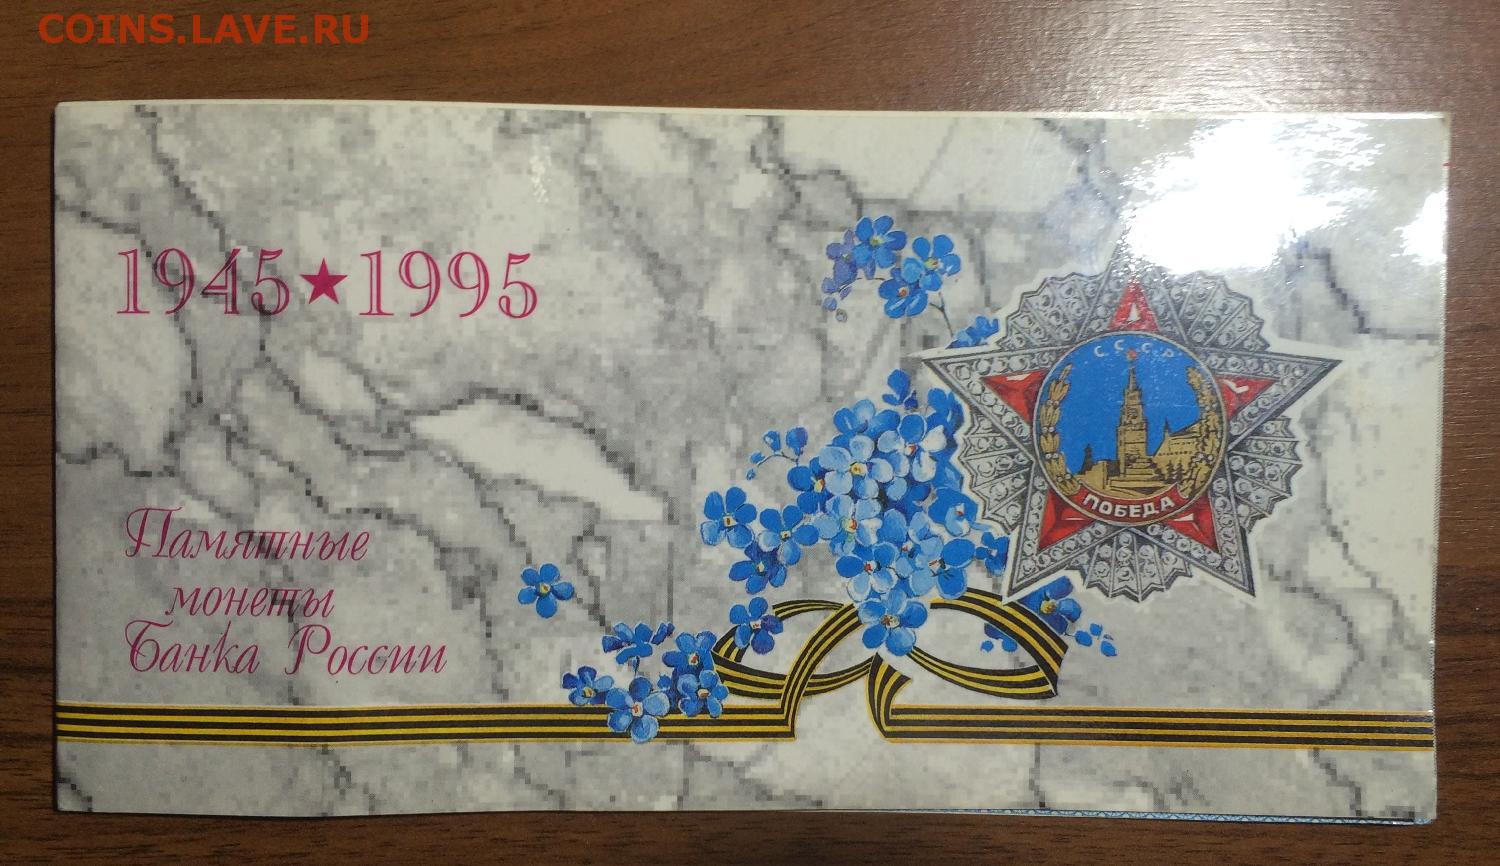 COINS.LAVE.RU
1945★1995
СССР
ПОБЕДА
Памятные
монеты
Банка России